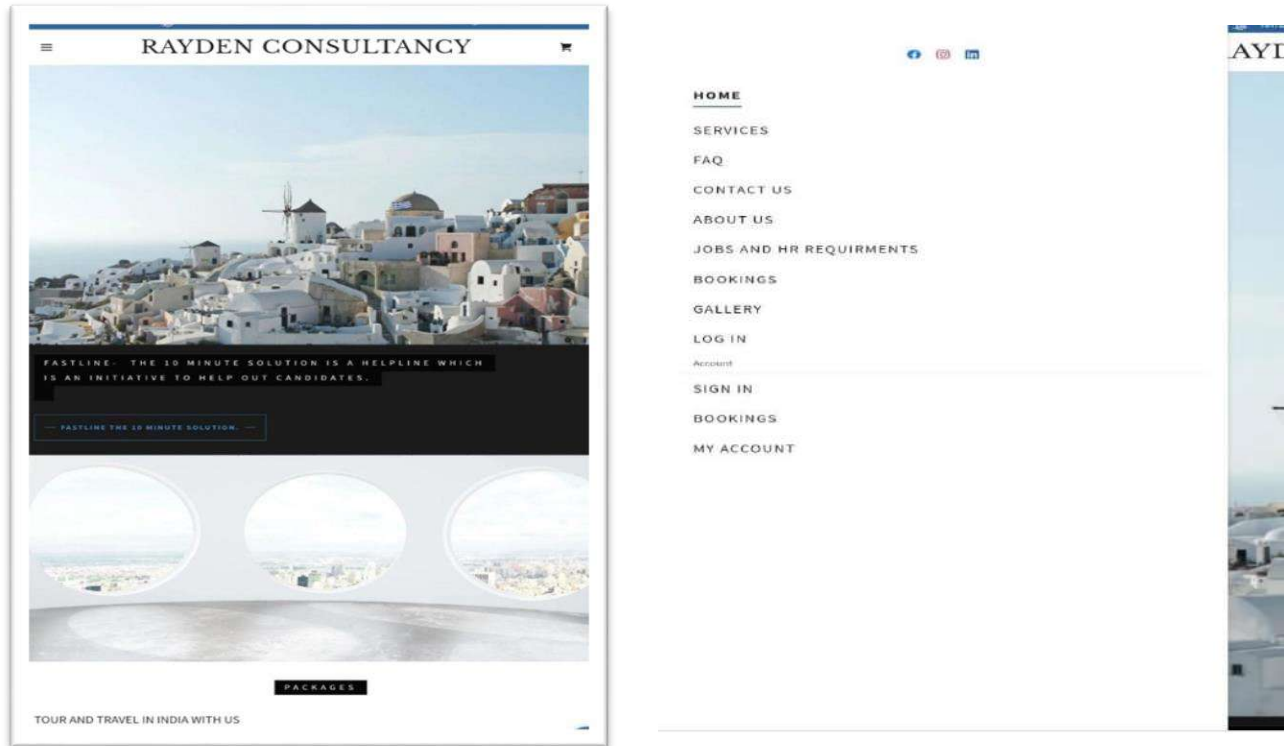 RAYDEN CONSULTANCY
FASTLINE- THE 10 MINUTE SOLUTION IS A HELPLINE WHICH
IS AN INITIATIVE TO HELP OUT CANDIDATES.
— FASTLINE THE 10 MINUTE SOLUTION. —
PACKAGES
TOUR AND TRAVEL IN INDIA WITH US
in
HOME
SERVICES
FAQ
CONTACT US
ABOUT US
JOBS AND HR REQUIRMENTS
BOOKINGS
GALLERY
LOG IN
Account
SIGN IN
BOOKINGS
MY ACCOUNT
AYD